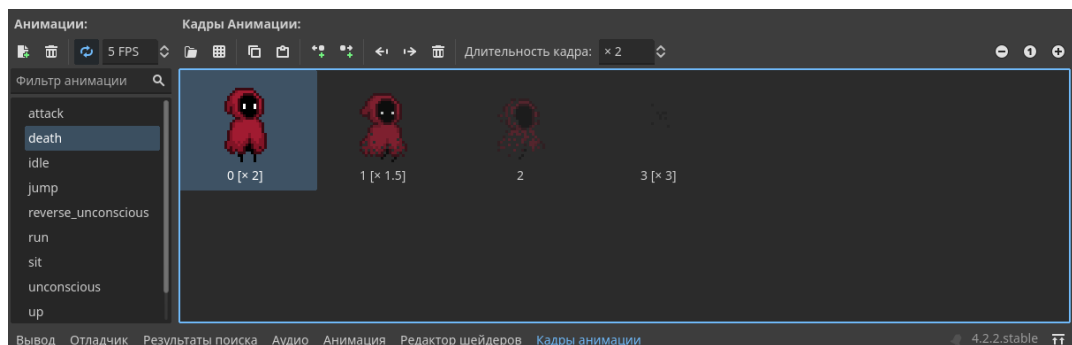 Анимации: Кадры Анимации:
5 FPS Длительность кадра: × 2
Фильтр анимации
attack
death
idle
jump
reverse_unconscious
run
sit
unconscious
up
0 [× 2] 1 [× 1.5] 2 3 [× 3]
Вывод Отладчик Результаты поиска Аудио Анимация Редактор шейдеров Кадры анимации 4.2.2.stable